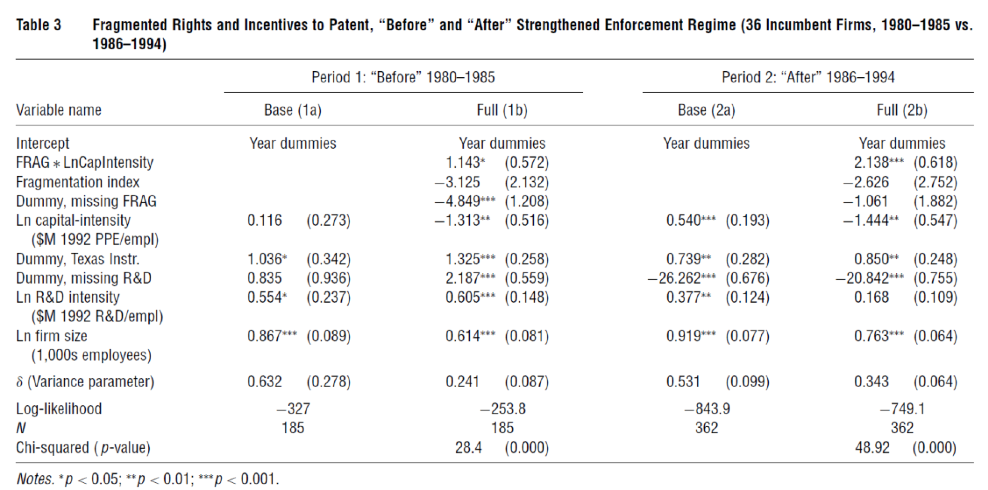 Table 3 Fragmented Rights and Incentives to Patent, “Before” and “After” Strengthened Enforcement Regime (36 Incumbent Firms, 1980–1985 vs.
1986–1994)
Period 1: “Before” 1980–1985 Period 2: “After” 1986–1994
Variable name Base (1a) Full (1b) Base (2a) Full (2b)
Intercept Year dummies Year dummies Year dummies Year dummies
FRAG ∗ LnCapIntensity 1.143* (0.572) 2.138*** (0.618)
Fragmentation index −3.125 (2.132) −2.626 (2.752)
Dummy, missing FRAG −4.849*** (1.208) −1.061 (1.882)
Ln capital-intensity 0.116 (0.273) −1.313** (0.516) 0.540*** (0.193) −1.444** (0.547)
($M 1992 PPE/empl)
Dummy, Texas Instr. 1.036* (0.342) 1.325*** (0.258) 0.739** (0.282) 0.850** (0.248)
Dummy, missing R&D 0.835 (0.936) 2.187*** (0.559) −26.262*** (0.676) −20.842*** (0.755)
Ln R&D intensity 0.554* (0.237) 0.605*** (0.148) 0.377** (0.124) 0.168 (0.109)
($M 1992 R&D/empl)
Ln firm size 0.867*** (0.089) 0.614*** (0.081) 0.919*** (0.077) 0.763*** (0.064)
(1,000s employees)
δ (Variance parameter) 0.632 (0.278) 0.241 (0.087) 0.531 (0.099) 0.343 (0.064)
Log-likelihood −327 −253.8 −843.9 −749.1
N 185 185 362 362
Chi-squared (p-value) 28.4 (0.000) 48.92 (0.000)
Notes. *p < 0.05; **p < 0.01; ***p < 0.001.